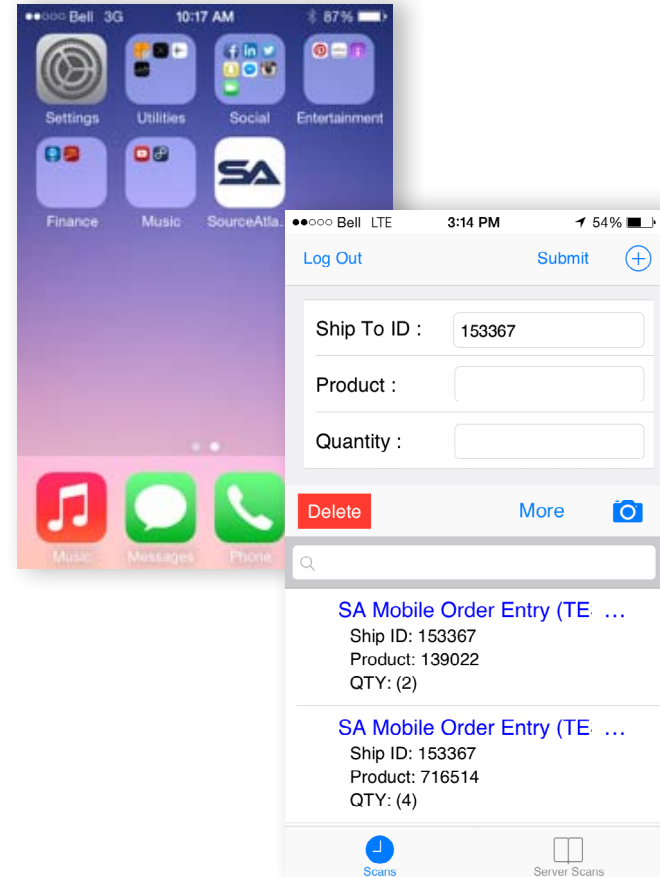 Bell 3G 10:17 AM 87%
Settings Utilities Social Entertainment
SA
Finance Music SourceAtla..
Music Messages Phone
Bell LTE 3:14 PM 54%
Log Out Submit
Ship To ID : 153367
Product :
Quantity :
Delete More
SA Mobile Order Entry (TE ...
Ship ID: 153367
Product: 139022
QTY: (2)
SA Mobile Order Entry (TE ...
Ship ID: 153367
Product: 716514
QTY: (4)
Scans Server Scans